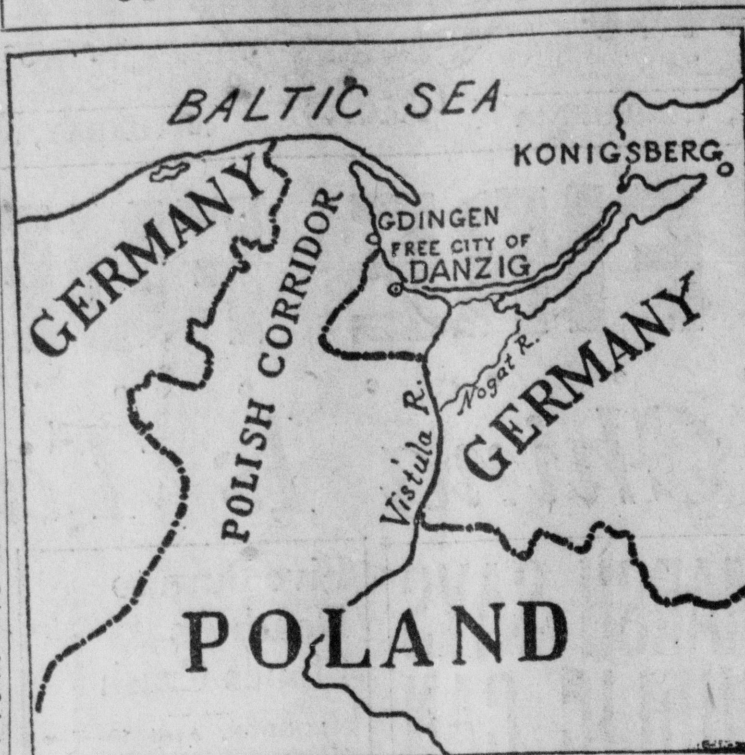 BALTIC SEA
KONIGSBERG
GERMANY
GDINGEN
FREE CITY OF
DANZIG
POLISH CORRIDOR
GERMANY
Nogat R.
Vistula R.
POLAND